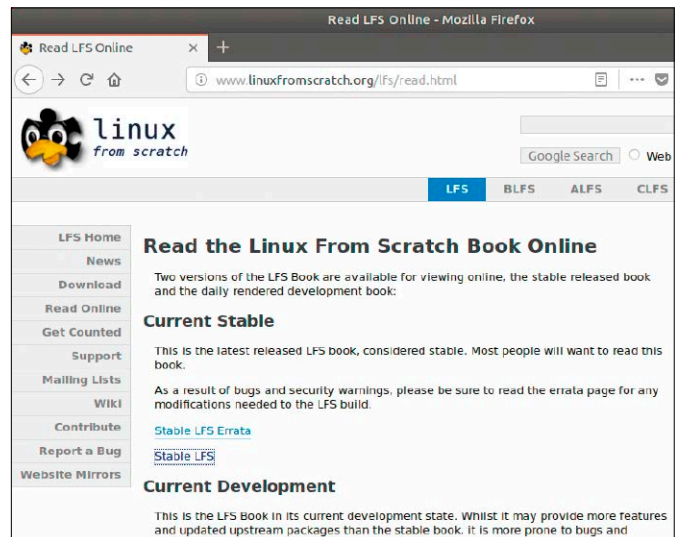 Read LFS Online - Mozilla Firefox
Read LFS Online
www.linuxfromscratch.org/lfs/read.html
linux
from scratch
Google Search Web
LFS BLFS ALFS CLFS
LFS Home
News
Download
Read Online
Get Counted
Support
Mailing Lists
Wiki
Contribute
Report a Bug
Website Mirrors
Read the Linux From Scratch Book Online
Two versions of the LFS Book are available for viewing online, the stable released book
and the daily rendered development book:
Current Stable
This is the latest released LFS book, considered stable. Most people will want to read this
book.
As a result of bugs and security warnings, please be sure to read the errata page for any
modifications needed to the LFS build.
Stable LFS Errata
Stable LFS
Current Development
This is the LFS Book in its current development state. Whilst it may provide more features
and updated upstream packages than the stable book, it is more prone to bugs and